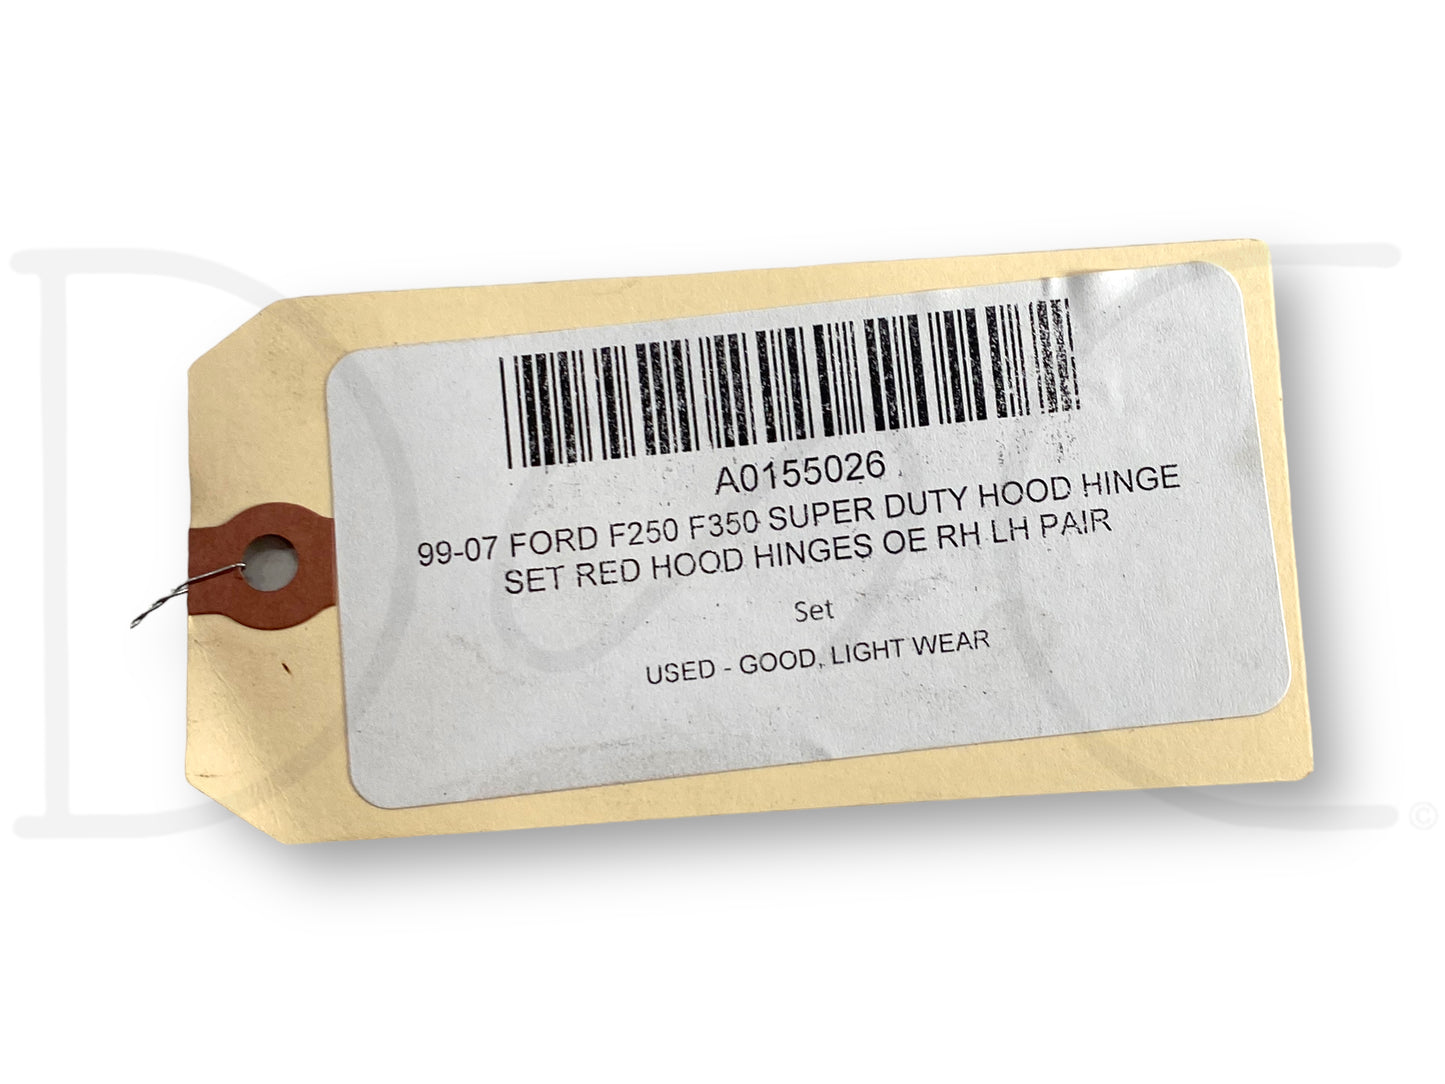 A0155026
99-07 FORD F250 F350 SUPER DUTY HOOD HINGE
SET RED HOOD HINGES OE RH LH PAIR
Set
USED - GOOD, LIGHT WEAR
©